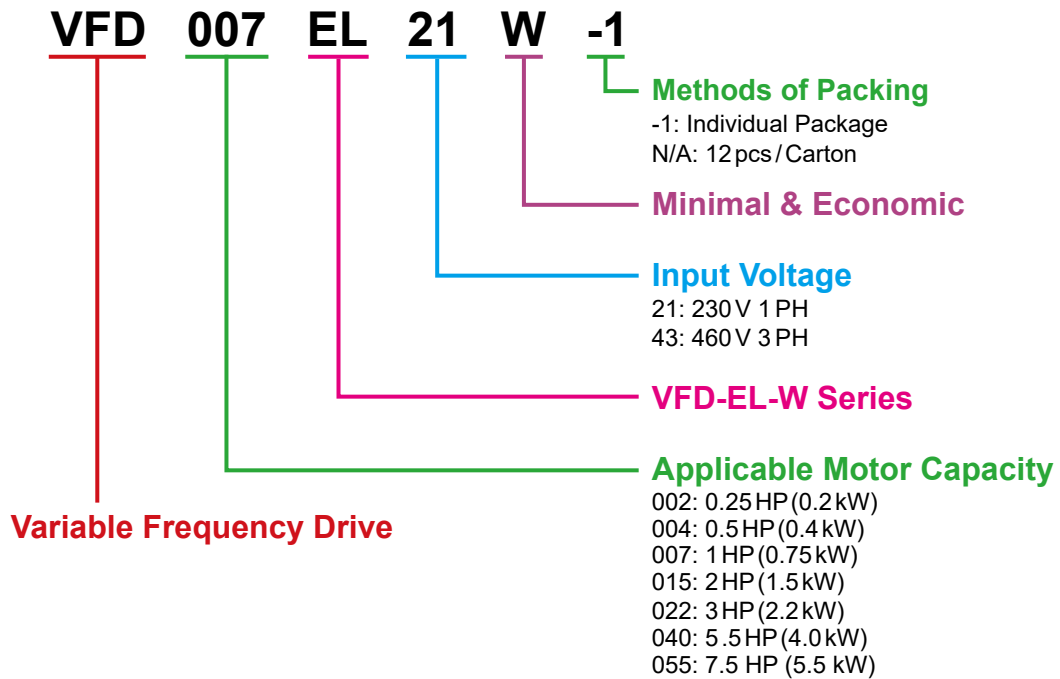 VFD 007 EL 21 W -1
Methods of Packing
-1: Individual Package
N/A: 12 pcs / Carton
Minimal & Economic
Input Voltage
21: 230 V 1 PH
43: 460 V 3 PH
VFD-EL-W Series
Applicable Motor Capacity
002: 0.25 HP (0.2 kW)
004: 0.5 HP (0.4 kW)
007: 1 HP (0.75 kW)
015: 2 HP (1.5 kW)
022: 3 HP (2.2 kW)
040: 5.5 HP (4.0 kW)
055: 7.5 HP (5.5 kW)
Variable Frequency Drive